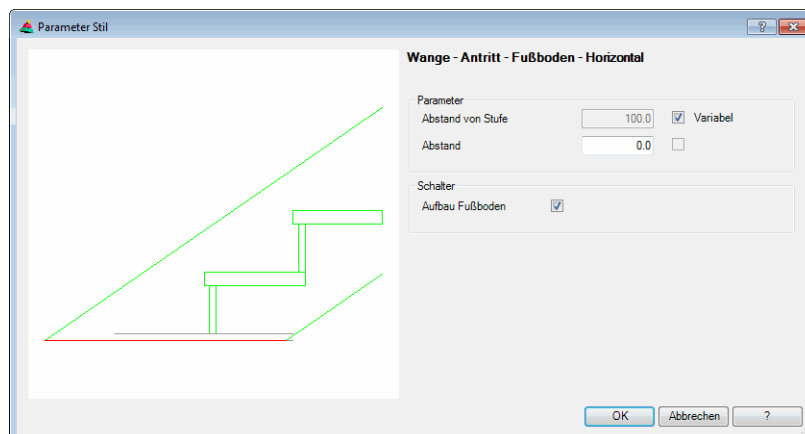 Parameter Stil
?
Wange - Antritt - Fußboden - Horizontal
Parameter
Abstand von Stufe 100.0 Variabel
Abstand 0.0
Schalter
Aufbau Fußboden
OK Abbrechen ?